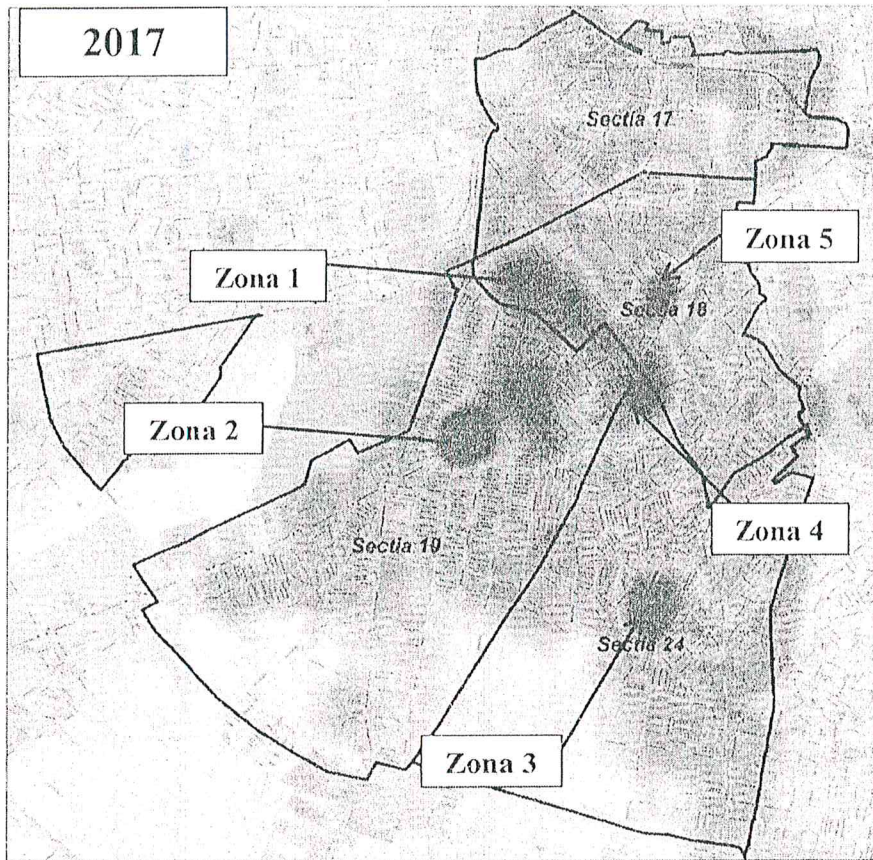 2017
Sectia 17
Zona 5
Zona 1
Sectia 18
Zona 2
Zona 4
Sectia 19
Sectia 24
Zona 3